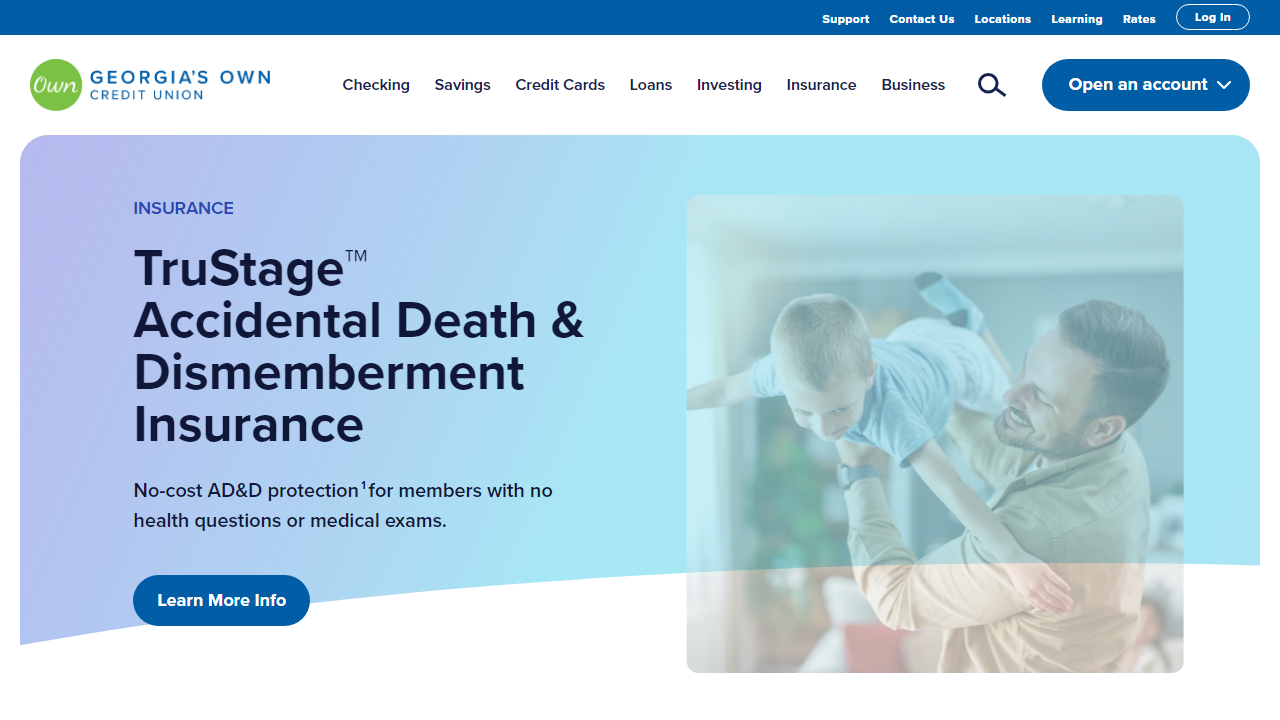 Support Contact Us Locations Learning Rates Log In
Own GEORGIA'S OWN
CREDIT UNION
Checking Savings Credit Cards Loans Investing Insurance Business Open an account
INSURANCE
TruStage™
Accidental Death &
Dismemberment
Insurance
No-cost AD&D protection¹ for members with no
health questions or medical exams.
Learn More Info